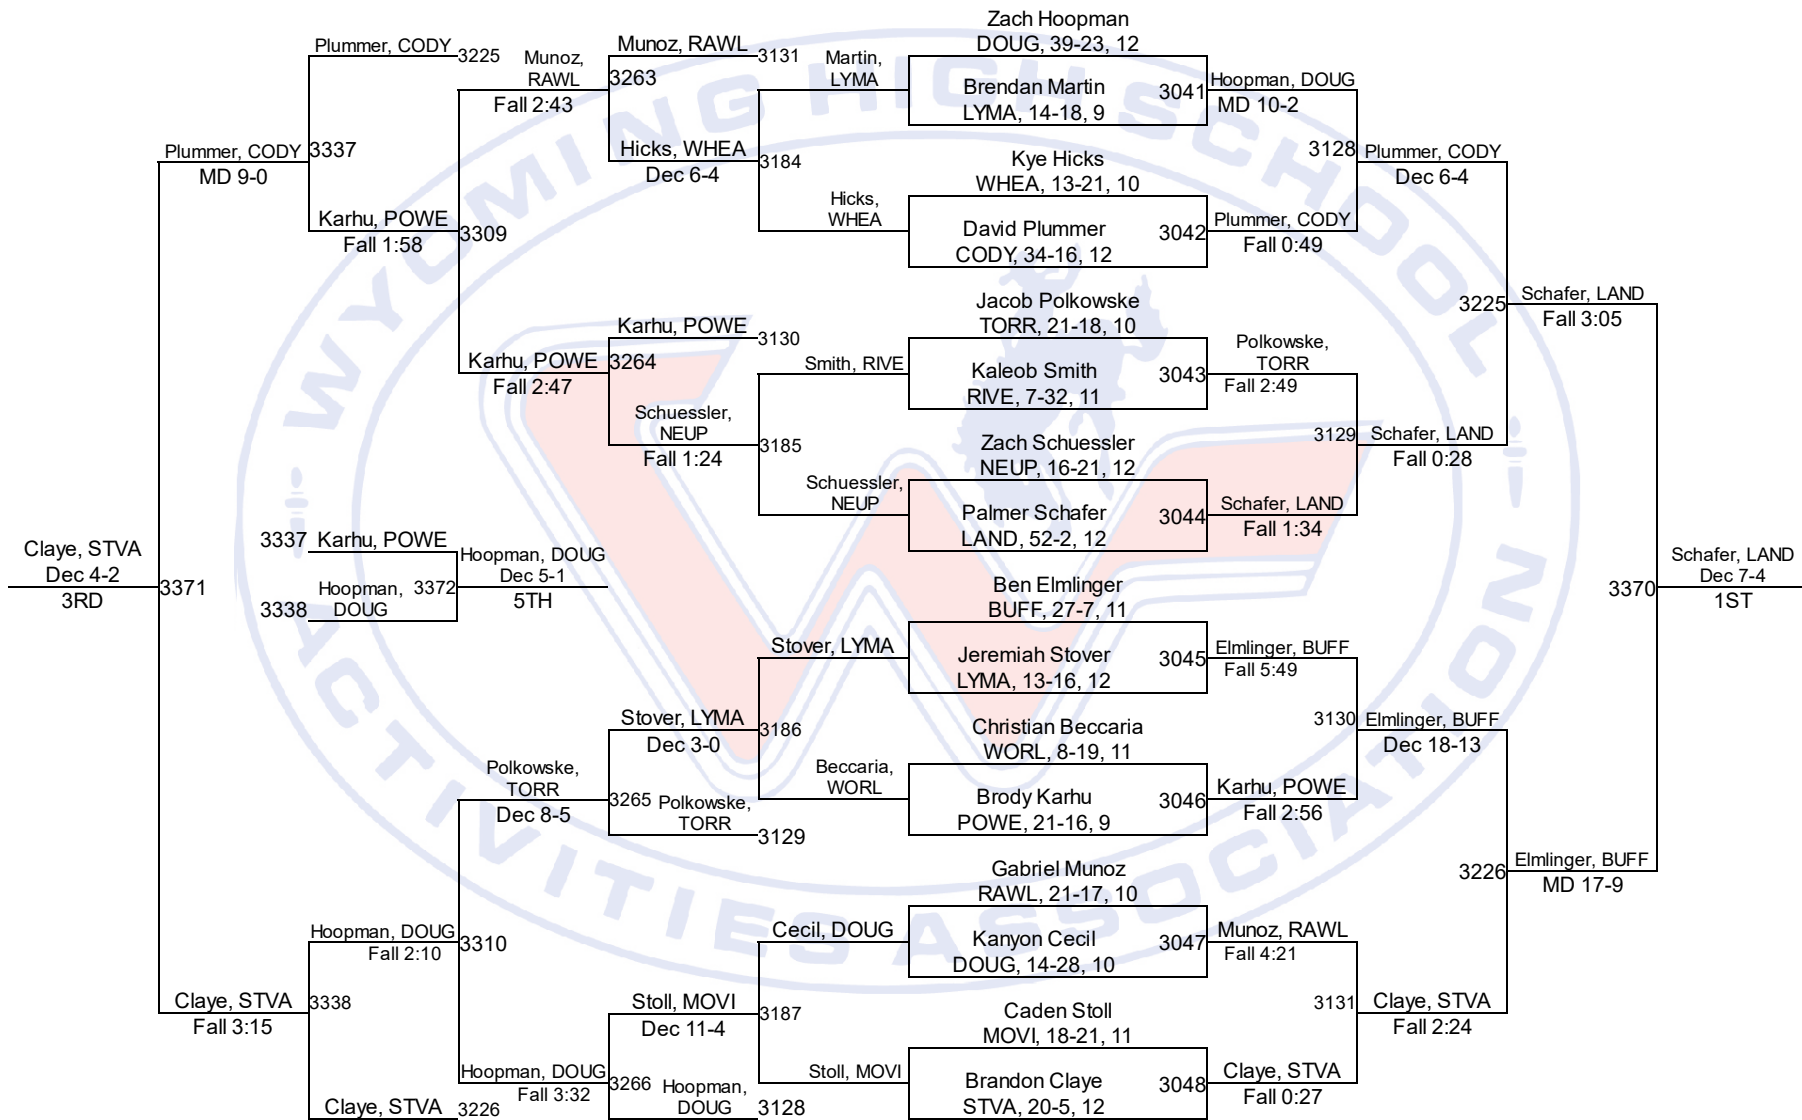 Zach Hoopman
DOUG, 39-23, 12
Brendan Martin
LYMA, 14-18, 9
3041
Hoopman, DOUG
MD 10-2
Kye Hicks
WHEA, 13-21, 10
David Plummer
CODY, 34-16, 12
3042
Plummer, CODY
Fall 0:49
3128
Plummer, CODY
Dec 6-4
Jacob Polkowske
TORR, 21-18, 10
Kaleob Smith
RIVE, 7-32, 11
3043
Polkowske,
TORR
Fall 2:49
Zach Schuessler
NEUP, 16-21, 12
Palmer Schafer
LAND, 52-2, 12
3044
Schafer, LAND
Fall 1:34
3129
Schafer, LAND
Fall 0:28
3225
Schafer, LAND
Fall 3:05
Ben Elmlinger
BUFF, 27-7, 11
Jeremiah Stover
LYMA, 13-16, 12
3045
Elmlinger, BUFF
Fall 5:49
Christian Beccaria
WORL, 8-19, 11
Brody Karhu
POWE, 21-16, 9
3046
Karhu, POWE
Fall 2:56
3130
Elmlinger, BUFF
Dec 18-13
Gabriel Munoz
RAWL, 21-17, 10
Kanyon Cecil
DOUG, 14-28, 10
3047
Munoz, RAWL
Fall 4:21
Caden Stoll
MOVI, 18-21, 11
Brandon Claye
STVA, 20-5, 12
3048
Claye, STVA
Fall 0:27
3131
Claye, STVA
Fall 2:24
3226
Elmlinger, BUFF
MD 17-9
3370
Schafer, LAND
Dec 7-4
1ST
Martin,
LYMA
Hicks,
WHEA
3184
Hicks, WHEA
Dec 6-4
Munoz, RAWL
3131
3263
Munoz,
RAWL
Fall 2:43
Smith, RIVE
Schuessler,
NEUP
3185
Schuessler,
NEUP
Fall 1:24
Karhu, POWE
3130
3264
Karhu, POWE
Fall 2:47
3309
Karhu, POWE
Fall 1:58
Plummer, CODY
3225
3337
Plummer, CODY
MD 9-0
Stover, LYMA
Beccaria,
WORL
3186
Stover, LYMA
Dec 3-0
Polkowske,
TORR
3129
3265
Polkowske,
TORR
Dec 8-5
Cecil, DOUG
Stoll, MOVI
3187
Stoll, MOVI
Dec 11-4
Hoopman,
DOUG
3128
3266
Hoopman, DOUG
Fall 3:32
3310
Hoopman, DOUG
Fall 2:10
Claye, STVA
3226
3338
Claye, STVA
Fall 3:15
3371
Claye, STVA
Dec 4-2
3RD
3337
Karhu, POWE
3338
Hoopman,
DOUG
3372
Hoopman, DOUG
Dec 5-1
5TH
WYOMING HIGH SCHOOL
ACTIVITIES ASSOCIATION